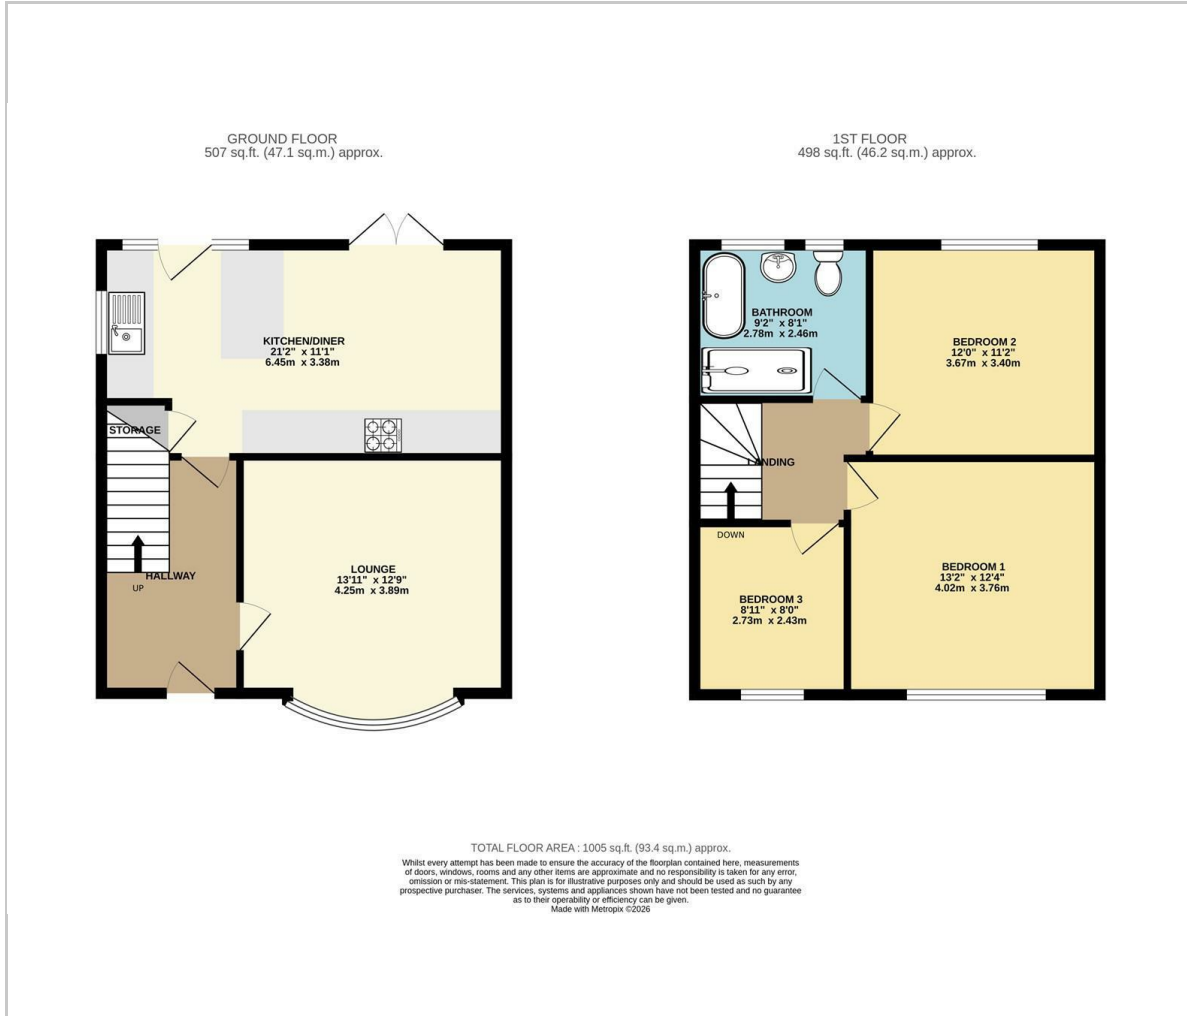 GROUND FLOOR
507 sq.ft. (47.1 sq.m.) approx.
KITCHEN/DINER
21'2" x 11'1"
6.45m x 3.38m
STORAGE
HALLWAY
UP
LOUNGE
13'11" x 12'9"
4.25m x 3.89m
1ST FLOOR
498 sq.ft. (46.2 sq.m.) approx.
BATHROOM
9'2" x 8'1"
2.78m x 2.46m
BEDROOM 2
12'0" x 11'2"
3.67m x 3.40m
LANDING
DOWN
BEDROOM 1
13'2" x 12'4"
4.02m x 3.76m
BEDROOM 3
8'11" x 8'0"
2.73m x 2.43m
TOTAL FLOOR AREA : 1005 sq.ft. (93.4 sq.m.) approx.
Whilst every attempt has been made to ensure the accuracy of the floorplan contained here, measurements
of doors, windows, rooms and any other items are approximate and no responsibility is taken for any error,
omission or mis-statement. This plan is for illustrative purposes only and should be used as such by any
prospective purchaser. The services, systems and appliances shown have not been tested and no guarantee
as to their operability or efficiency can be given.
Made with Metropix ©2026